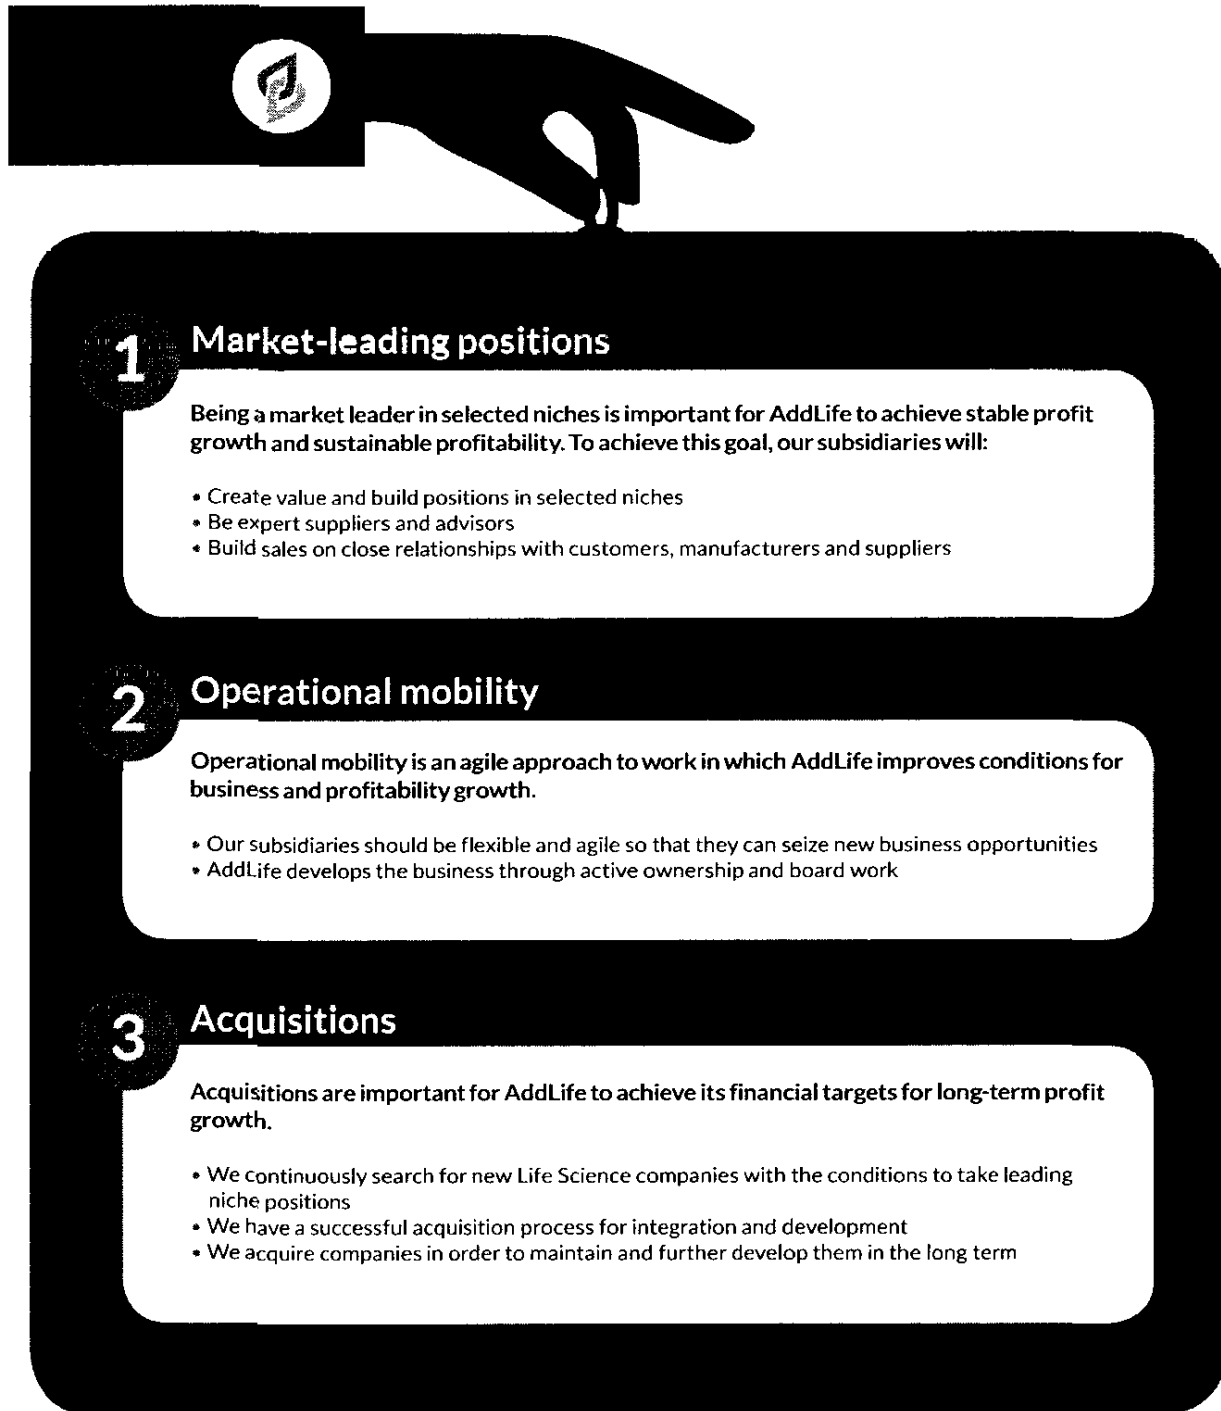 1
Market-leading positions
Being a market leader in selected niches is important for AddLife to achieve stable profit
growth and sustainable profitability. To achieve this goal, our subsidiaries will:
• Create value and build positions in selected niches
• Be expert suppliers and advisors
• Build sales on close relationships with customers, manufacturers and suppliers
2
Operational mobility
Operational mobility is an agile approach to work in which AddLife improves conditions for
business and profitability growth.
• Our subsidiaries should be flexible and agile so that they can seize new business opportunities
• AddLife develops the business through active ownership and board work
3
Acquisitions
Acquisitions are important for AddLife to achieve its financial targets for long-term profit
growth.
• We continuously search for new Life Science companies with the conditions to take leading
niche positions
• We have a successful acquisition process for integration and development
• We acquire companies in order to maintain and further develop them in the long term